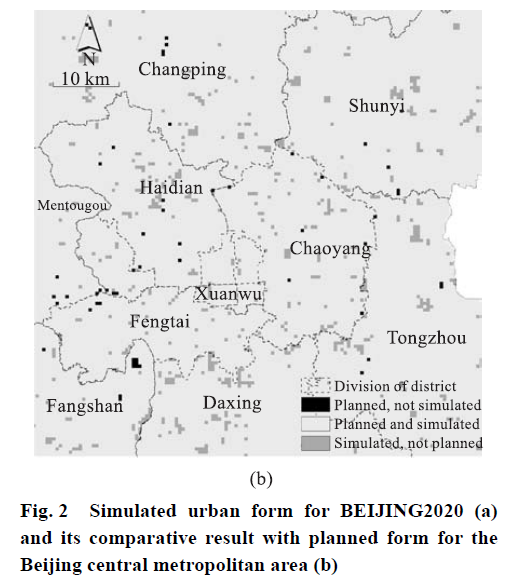 N
10 km
Changping
Shunyi
Haidian
Mentougou
Chaoyang
Xuanwu
Fengtai
Tongzhou
Division of district
Fangshan
Daxing
Planned, not simulated
Planned and simulated
Simulated, not planned
(b)
Fig. 2 Simulated urban form for BEIJING2020 (a)
and its comparative result with planned form for the
Beijing central metropolitan area (b)